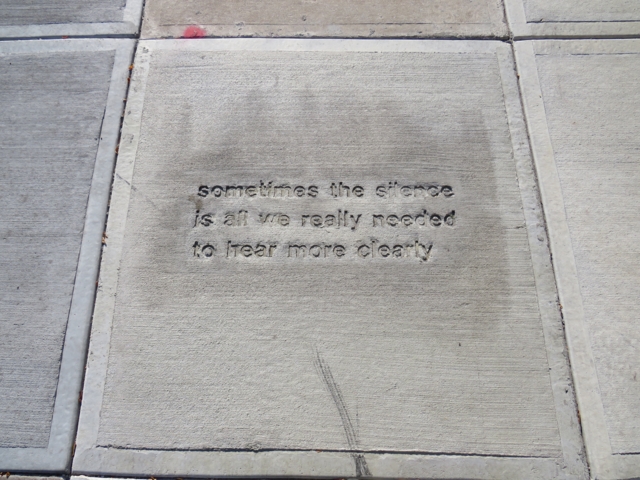 sometimes the silence
is all we really needed
to hear more clearly